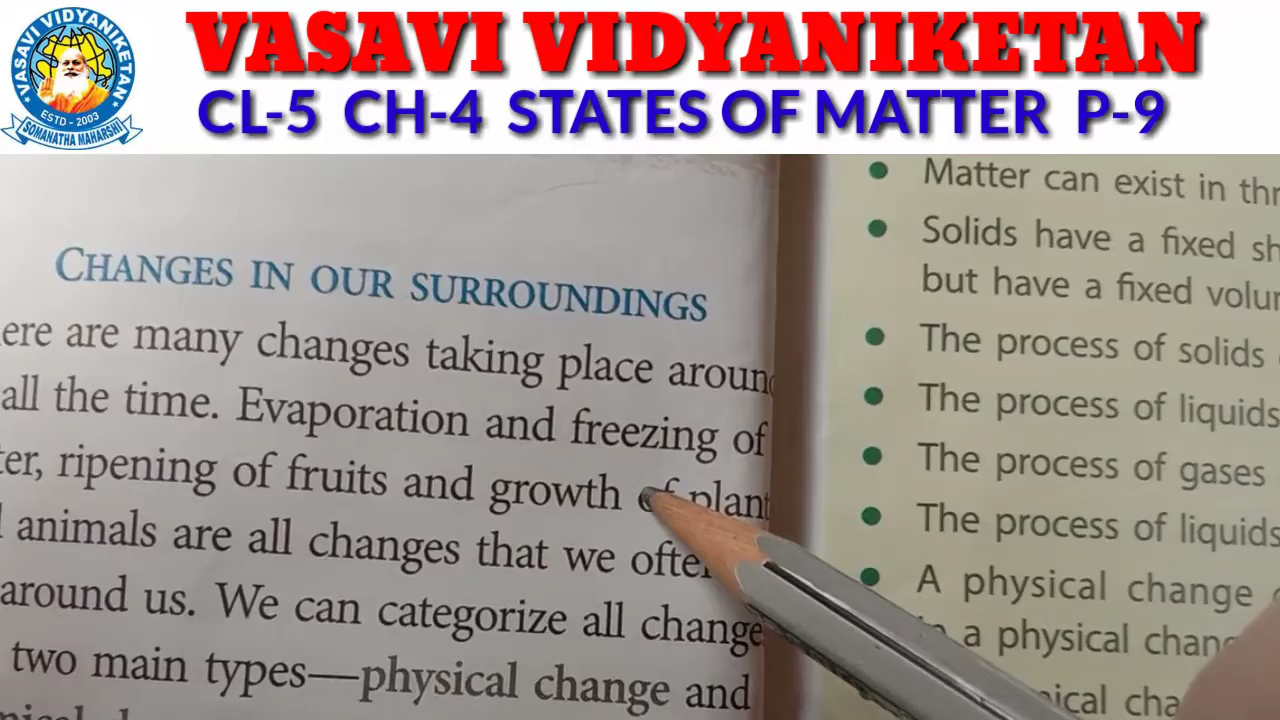 VASAVI VIDYANIKETAN
CL-5 CH-4 STATES OF MATTER P-9
VASAVI VIDYANIKETAN
ESTD - 2003
SOMANATHA MAHARSHI
CHANGES IN OUR SURROUNDINGS
ere are many changes taking place aroun
all the time. Evaporation and freezing of
ter, ripening of fruits and growth of plant
animals are all changes that we ofte
around us. We can categorize all change
two main types—physical change and
Matter can exist in thr
Solids have a fixed sh
but have a fixed volu
The process of solids
The process of liquids
The process of gases
The process of liquids
A physical change
a physical chang
ical cha